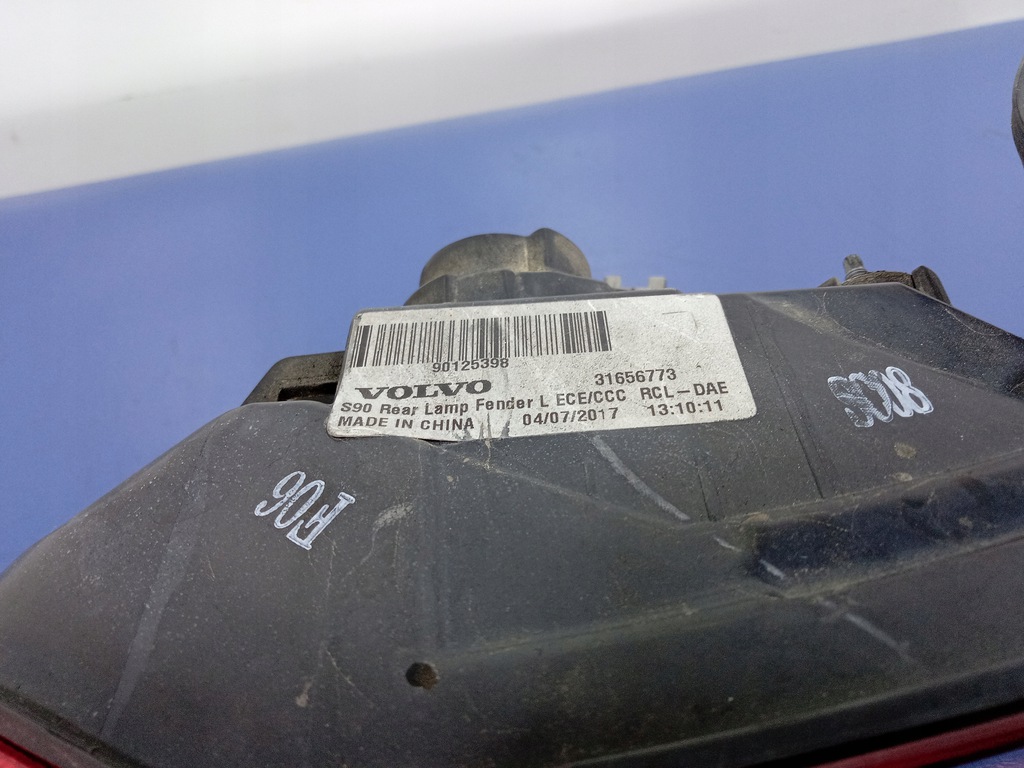 90125398
VOLVO 31656773
S90 Rear Lamp Fender L ECE/CCC RCL-DAE
MADE IN CHINA 04/07/2017 13:10:11
F06